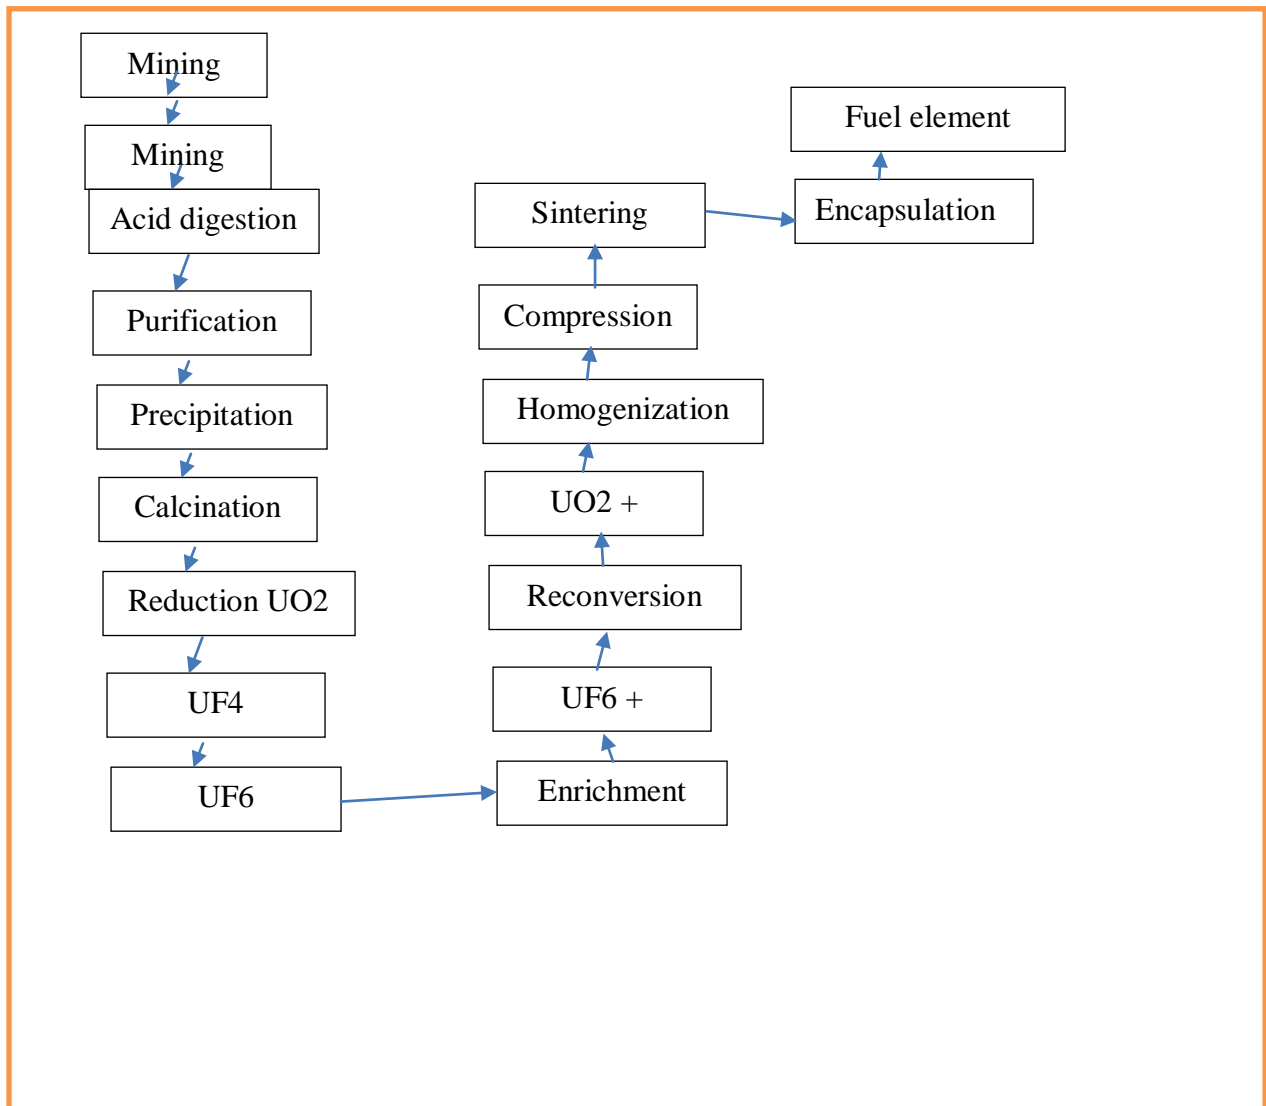 Mining
Mining
Acid digestion
Purification
Precipitation
Calcination
Reduction UO2
UF4
UF6
Enrichment
UF6 +
Reconversion
UO2 +
Homogenization
Compression
Sintering
Encapsulation
Fuel element